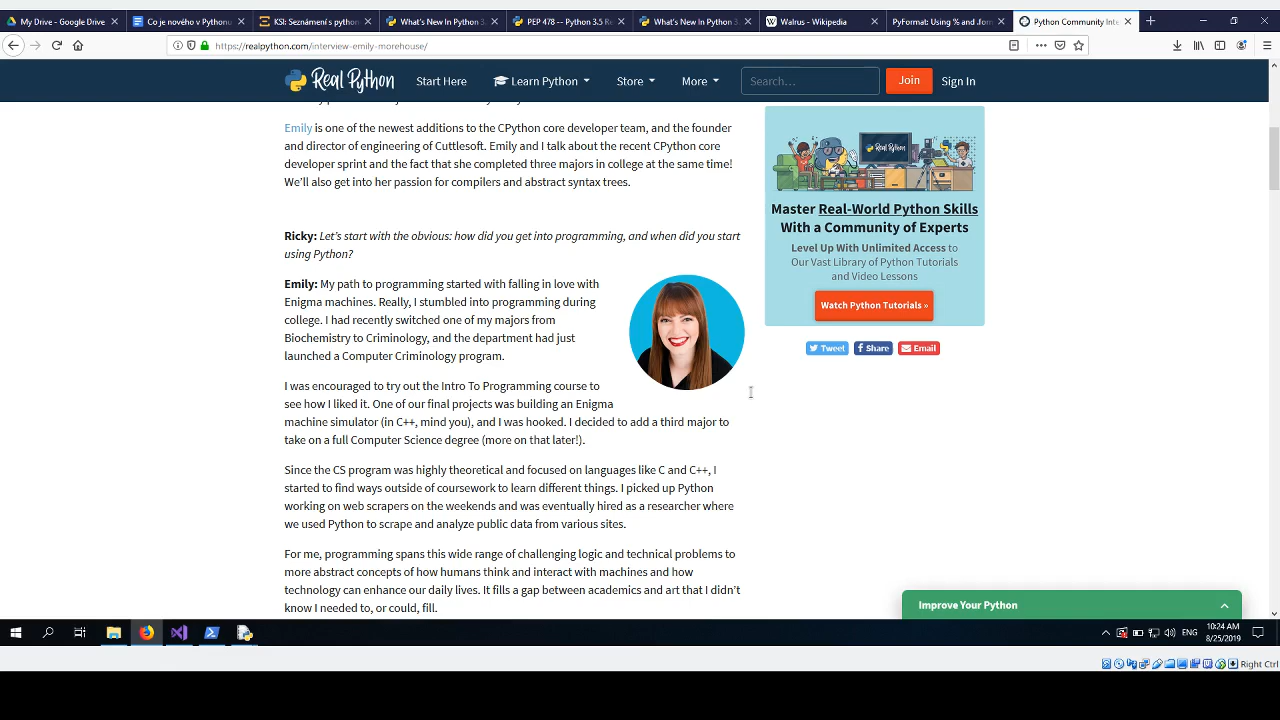 My Drive - Google Drive
Co je nového v Pythonu
KSI: Seznámení s python
What's New In Python 3.
PEP 478 -- Python 3.5 Re
What's New In Python 3.
Walrus - Wikipedia
PyFormat: Using % and .form
Python Community Inte
https://realpython.com/interview-emily-morehouse/
Real Python
Start Here
Learn Python
Store
More
Search...
Join
Sign In
Emily is one of the newest additions to the CPython core developer team, and the founder
and director of engineering of Cuttlesoft. Emily and I talk about the recent CPython core
developer sprint and the fact that she completed three majors in college at the same time!
We'll also get into her passion for compilers and abstract syntax trees.
Ricky: Let's start with the obvious: how did you get into programming, and when did you start
using Python?
Emily: My path to programming started with falling in love with
Enigma machines. Really, I stumbled into programming during
college. I had recently switched one of my majors from
Biochemistry to Criminology, and the department had just
launched a Computer Criminology program.
I was encouraged to try out the Intro To Programming course to
see how I liked it. One of our final projects was building an Enigma
machine simulator (in C++, mind you), and I was hooked. I decided to add a third major to
take on a full Computer Science degree (more on that later!).
Since the CS program was highly theoretical and focused on languages like C and C++, I
started to find ways outside of coursework to learn different things. I picked up Python
working on web scrapers on the weekends and was eventually hired as a researcher where
we used Python to scrape and analyze public data from various sites.
For me, programming spans this wide range of challenging logic and technical problems to
more abstract concepts of how humans think and interact with machines and how
technology can enhance our daily lives. It fills a gap between academics and art that I didn't
know I needed to, or could, fill.
Real Python
Master Real-World Python Skills
With a Community of Experts
Level Up With Unlimited Access to
Our Vast Library of Python Tutorials
and Video Lessons
Watch Python Tutorials »
Tweet
Share
Email
Improve Your Python
ENG
10:24 AM
8/25/2019
Right Ctrl